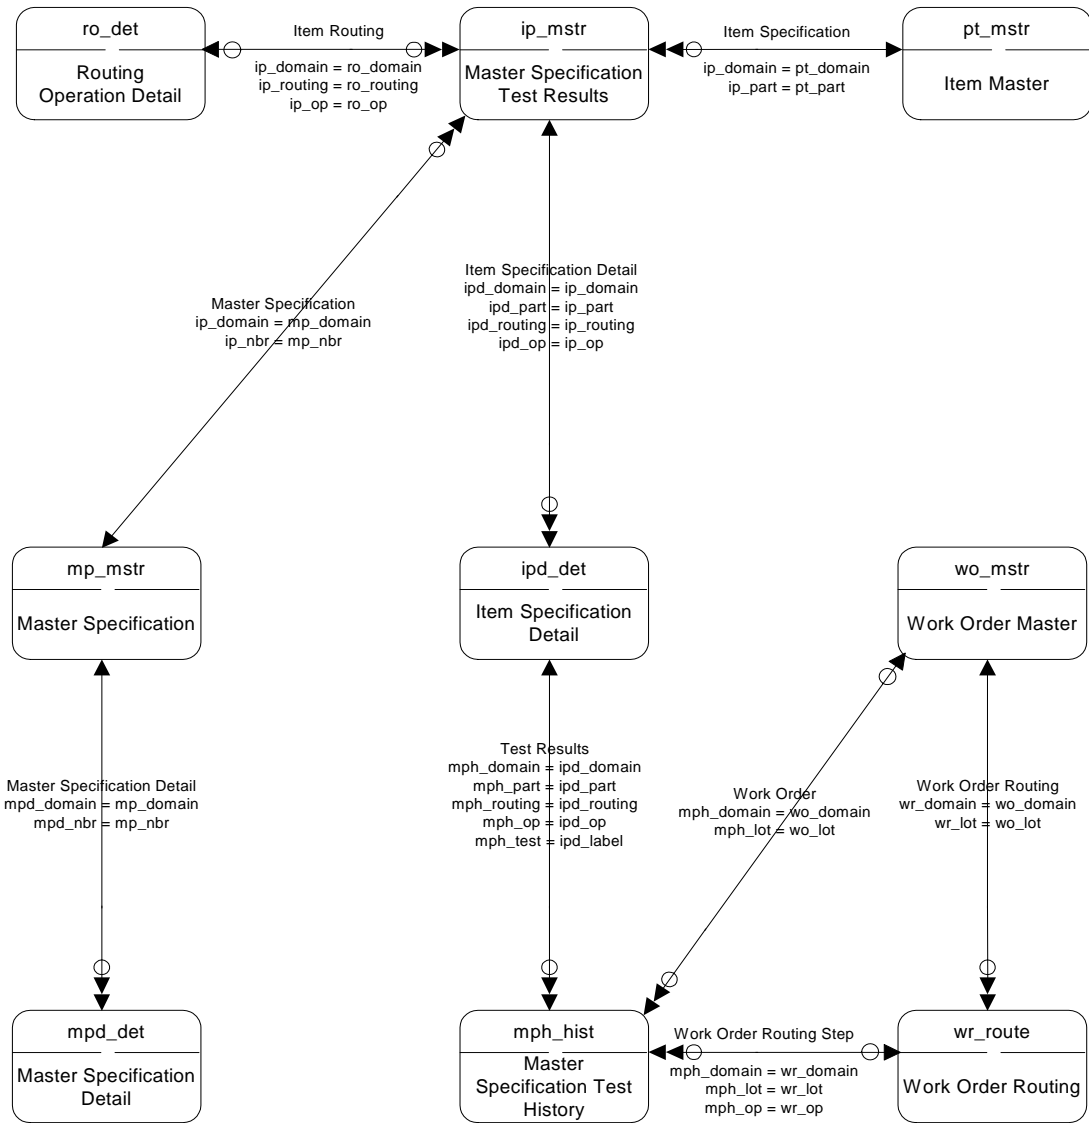 ro_det
Routing
Operation Detail
Item Routing
ip_domain = ro_domain
ip_routing = ro_routing
ip_op = ro_op
ip_mstr
Master Specification
Test Results
Item Specification
ip_domain = pt_domain
ip_part = pt_part
pt_mstr
Item Master
Master Specification
ip_domain = mp_domain
ip_nbr = mp_nbr
Item Specification Detail
ipd_domain = ip_domain
ipd_part = ip_part
ipd_routing = ip_routing
ipd_op = ip_op
mp_mstr
Master Specification
ipd_det
Item Specification
Detail
wo_mstr
Work Order Master
Master Specification Detail
mpd_domain = mp_domain
mpd_nbr = mp_nbr
Test Results
mph_domain = ipd_domain
mph_part = ipd_part
mph_routing = ipd_routing
mph_op = ipd_op
mph_test = ipd_label
Work Order
mph_domain = wo_domain
mph_lot = wo_lot
Work Order Routing
wr_domain = wo_domain
wr_lot = wo_lot
mpd_det
Master Specification
Detail
mph_hist
Master
Specification Test
History
Work Order Routing Step
mph_domain = wr_domain
mph_lot = wr_lot
mph_op = wr_op
wr_route
Work Order Routing